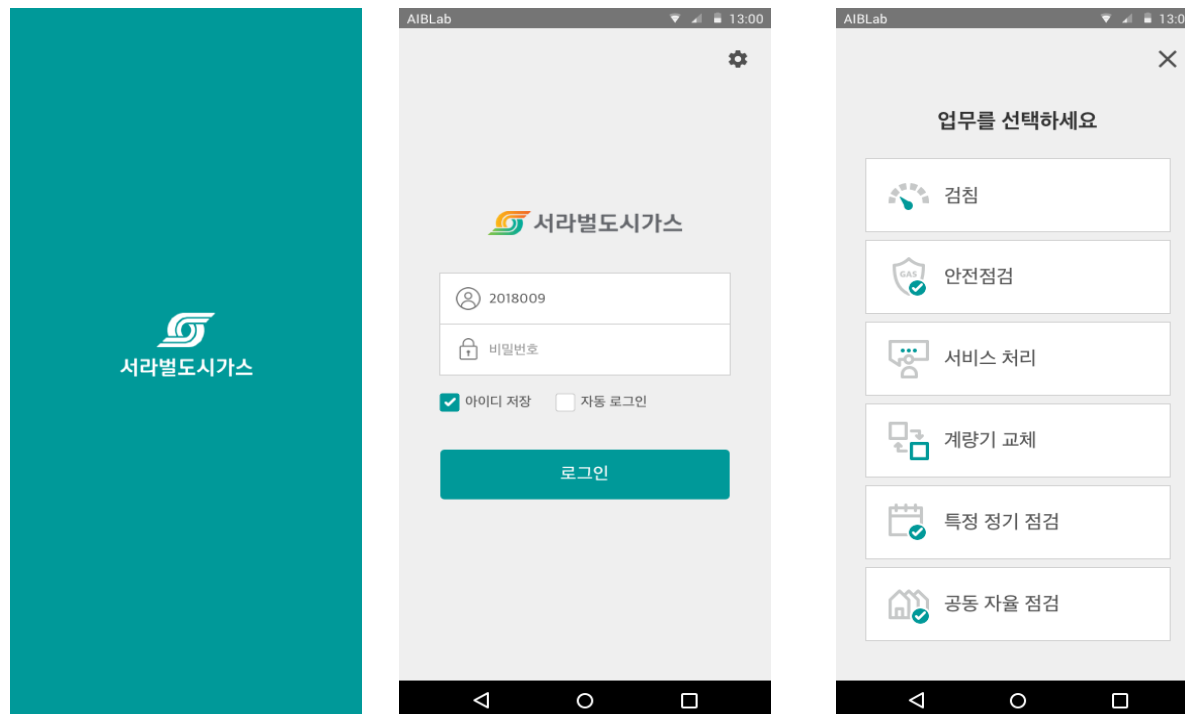 서라벌도시가스
AIBLab
13:00
서라벌도시가스
2018009
비밀번호
아이디 저장
자동 로그인
로그인
AIBLab
13:0
업무를 선택하세요
검침
GAS
안전점검
서비스 처리
계량기 교체
특정 정기 점검
공동 자율 점검